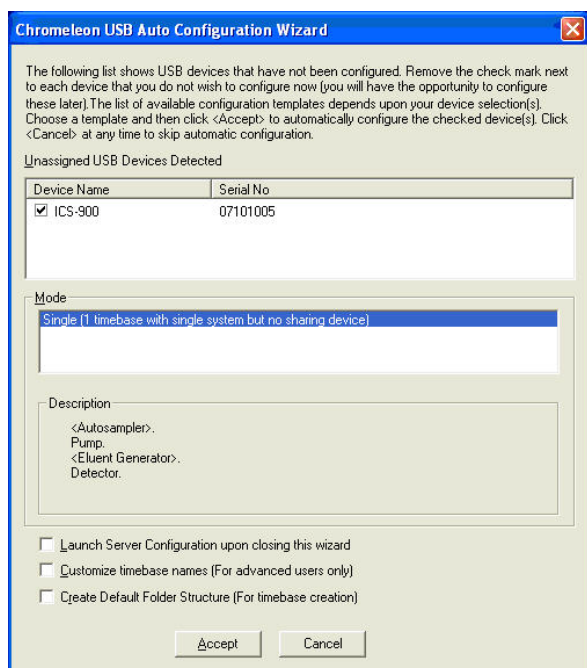 Chromeleon USB Auto Configuration Wizard
The following list shows USB devices that have not been configured. Remove the check mark next
to each device that you do not wish to configure now (you will have the opportunity to configure
these later).The list of available configuration templates depends upon your device selection(s).
Choose a template and then click <Accept> to automatically configure the checked device(s). Click
<Cancel> at any time to skip automatic configuration.
Unassigned USB Devices Detected
Device Name Serial No
ICS-900 07101005
Mode
Single (1 timebase with single system but no sharing device)
Description
<Autosampler>.
Pump.
<Eluent Generator>.
Detector.
Launch Server Configuration upon closing this wizard
Customize timebase names (For advanced users only)
Create Default Folder Structure (For timebase creation)
Accept Cancel